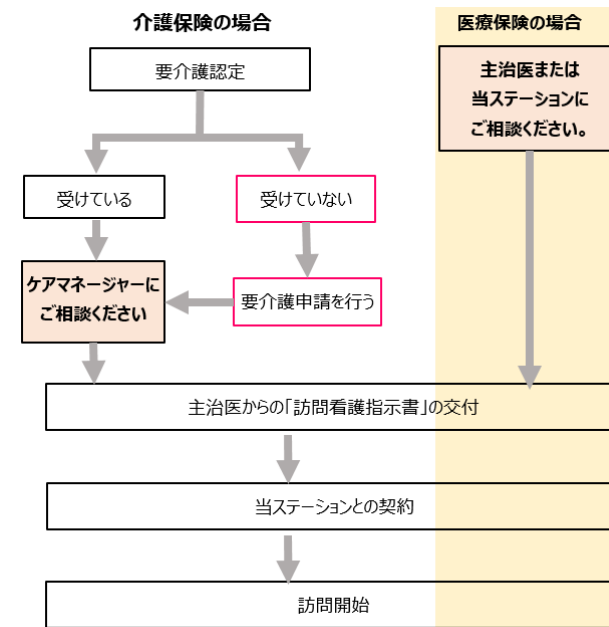 介護保険の場合
医療保険の場合
要介護認定
主治医または
当ステーションに
ご相談ください。
受けている
受けていない
ケアマネージャーに
ご相談ください
要介護申請を行う
主治医からの「訪問看護指示書」の交付
当ステーションとの契約
訪問開始